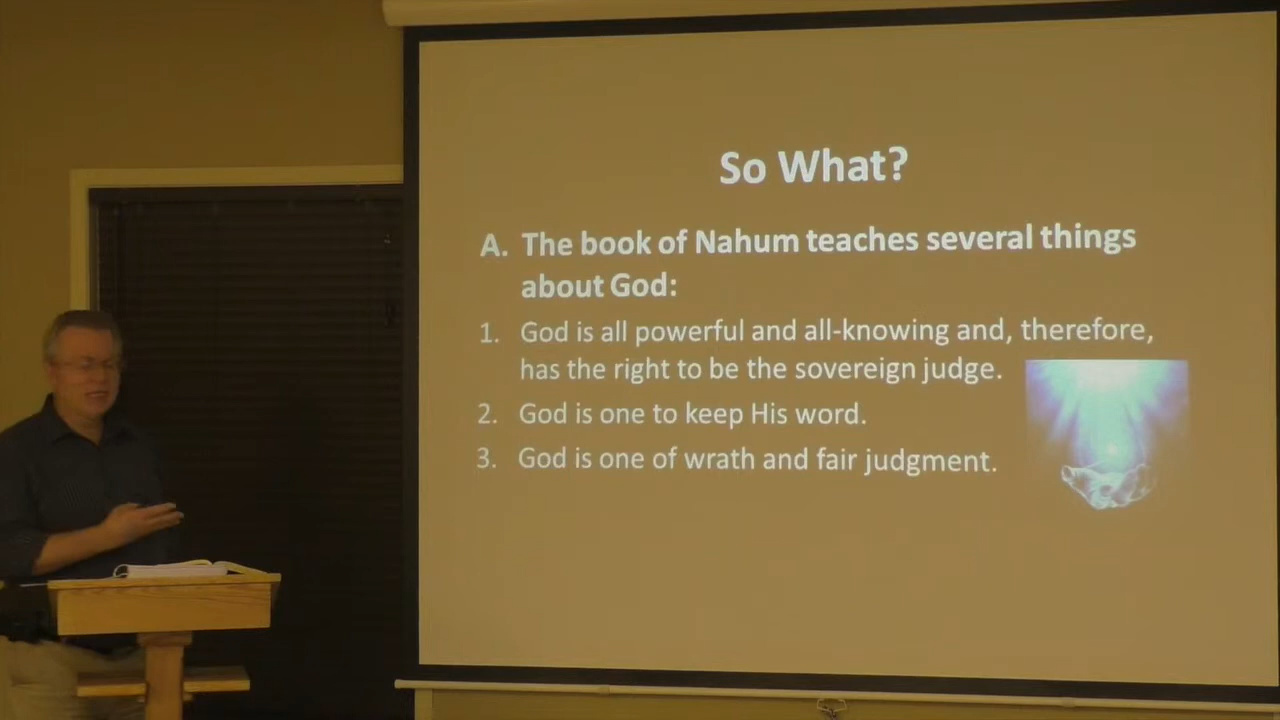 So What?
A. The book of Nahum teaches several things
about God:
1. God is all powerful and all-knowing and, therefore,
has the right to be the sovereign judge.
2. God is one to keep His word.
3. God is one of wrath and fair judgment.